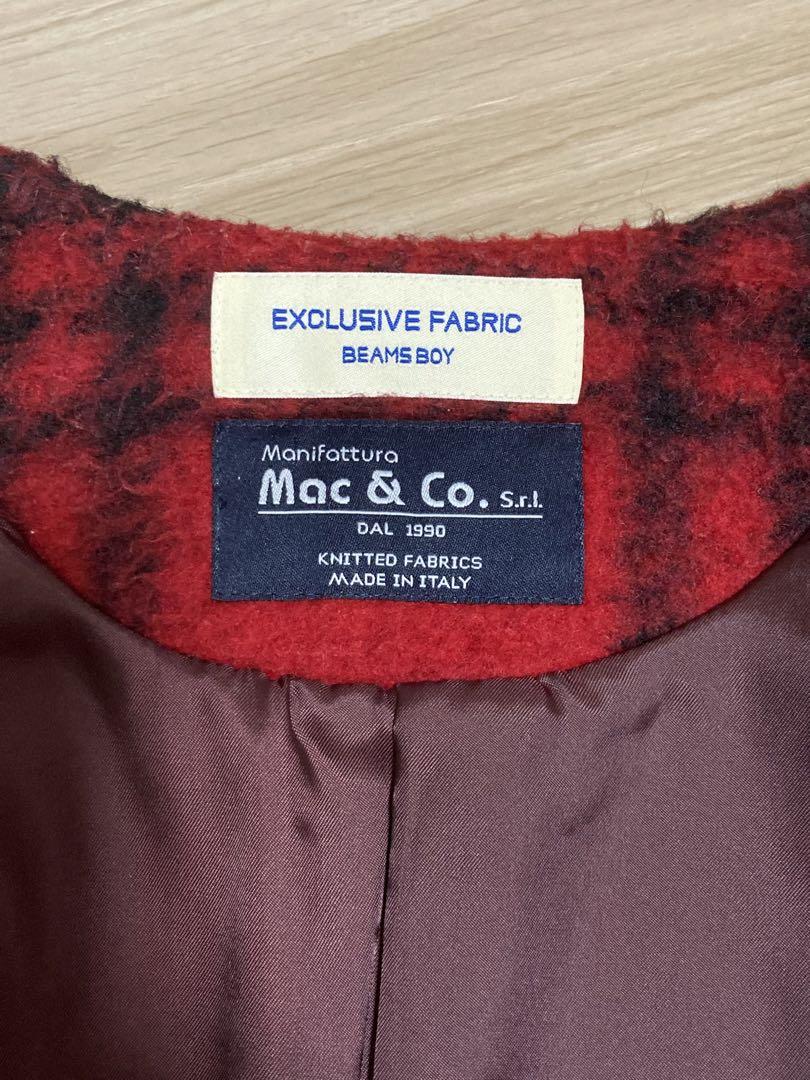 EXCLUSIVE FABRIC
BEAMS BOY
Manifattura
Mac & Co. S.r.l.
DAL 1990
KNITTED FABRICS
MADE IN ITALY